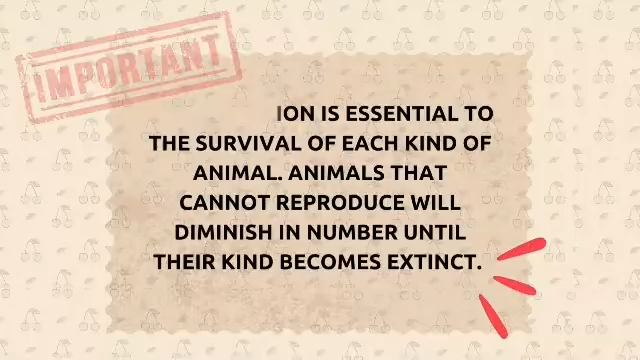 IMPORTANT
ION IS ESSENTIAL TO
THE SURVIVAL OF EACH KIND OF
ANIMAL. ANIMALS THAT
CANNOT REPRODUCE WILL
DIMINISH IN NUMBER UNTIL
THEIR KIND BECOMES EXTINCT.